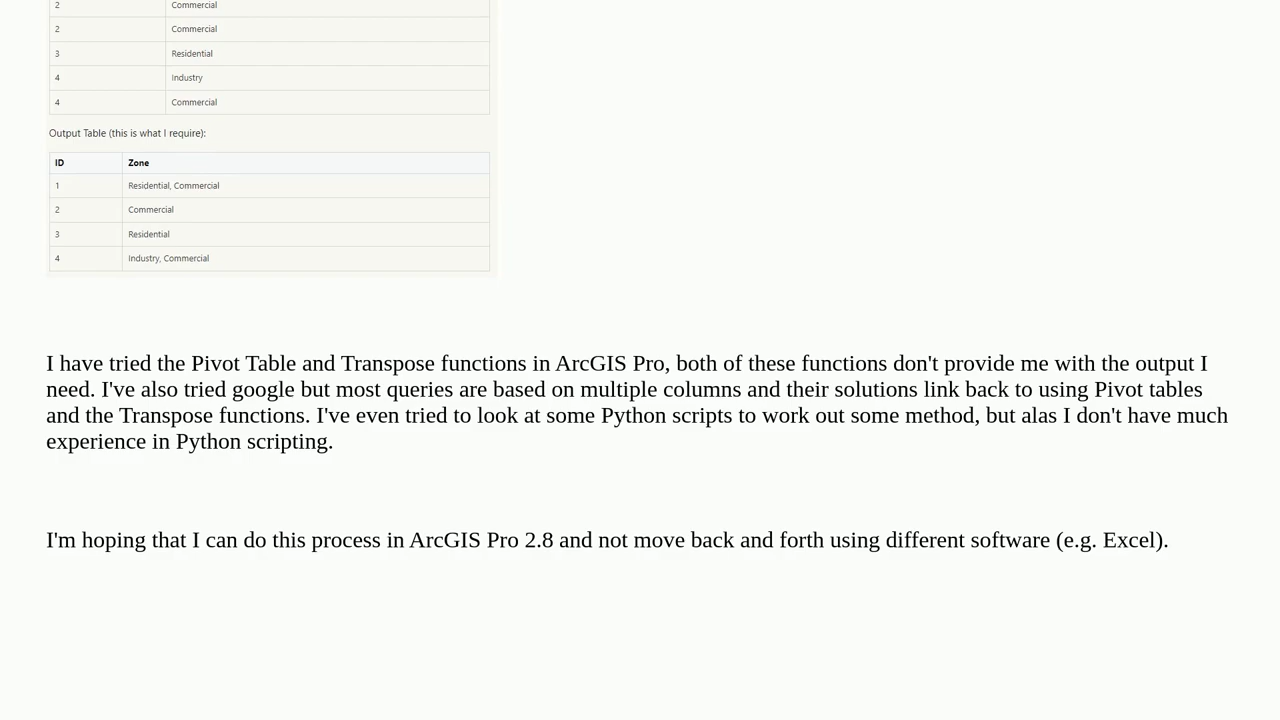 2 Commercial
2 Commercial
3 Residential
4 Industry
4 Commercial
Output Table (this is what I require):
ID Zone
1 Residential, Commercial
2 Commercial
3 Residential
4 Industry, Commercial
I have tried the Pivot Table and Transpose functions in ArcGIS Pro, both of these functions don't provide me with the output I
need. I've also tried google but most queries are based on multiple columns and their solutions link back to using Pivot tables
and the Transpose functions. I've even tried to look at some Python scripts to work out some method, but alas I don't have much
experience in Python scripting.
I'm hoping that I can do this process in ArcGIS Pro 2.8 and not move back and forth using different software (e.g. Excel).